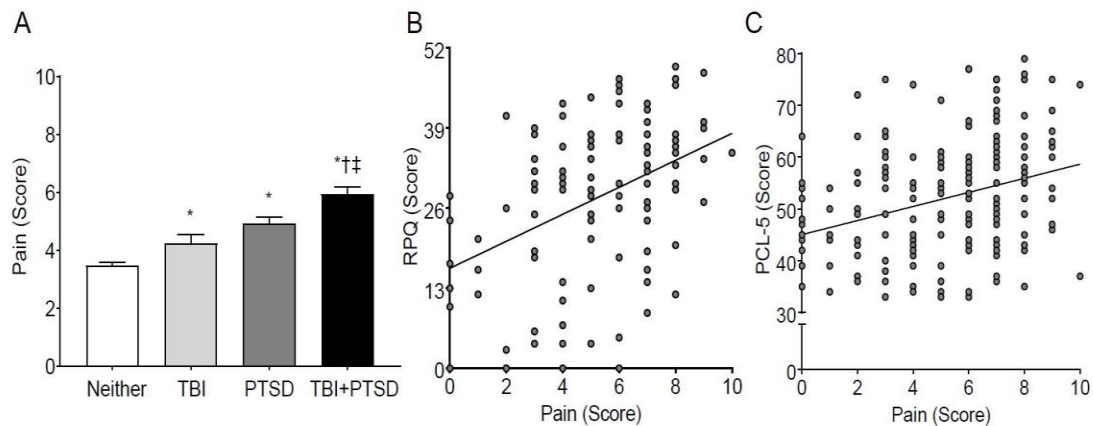 A
Pain (Score)
10
8
6
4
2
0
*
*
*†‡
Neither TBI PTSD TBI+PTSD
B
RPQ (Score)
52
39
26
13
0
0 2 4 6 8 10
Pain (Score)
C
PCL-5 (Score)
80
70
60
50
40
30
0
0 2 4 6 8 10
Pain (Score)